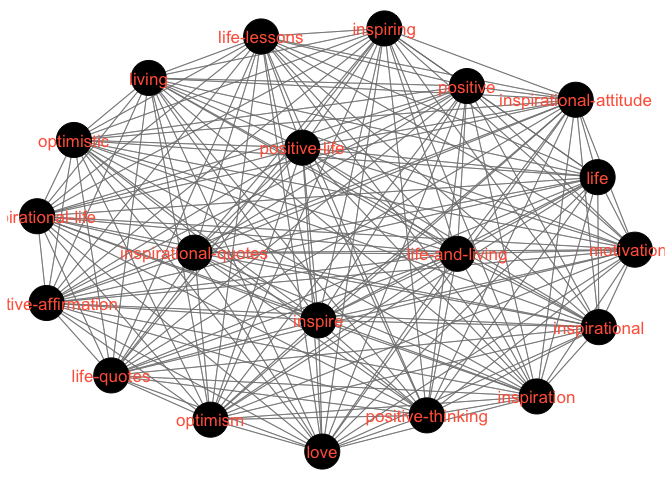 inspiring
life-lessons
living
positive
inspirational-attitude
optimistic
positive-life
life
pirational-life
inspirational-quotes
life-and-living
motivation
tive-affirmation
inspire
inspirational
life-quotes
inspiration
optimism
positive-thinking
love